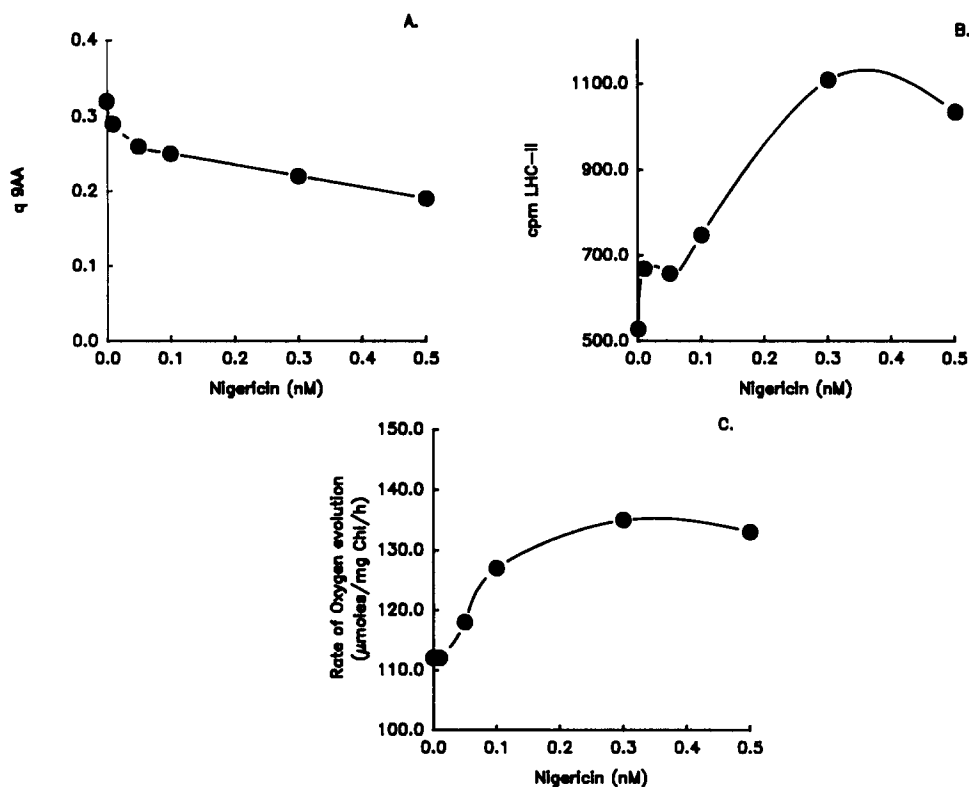 A.
0.4
0.3
0.2
0.1
0.0
q 9AA
0.0 0.1 0.2 0.3 0.4 0.5
Nigericin (nM)
B.
1100.0
900.0
700.0
500.0
cpm LHC-II
0.0 0.1 0.2 0.3 0.4 0.5
Nigericin (nM)
C.
150.0
140.0
130.0
120.0
110.0
100.0
Rate of Oxygen evolution
(μmoles/mg Chl/h)
0.0 0.1 0.2 0.3 0.4 0.5
Nigericin (nM)